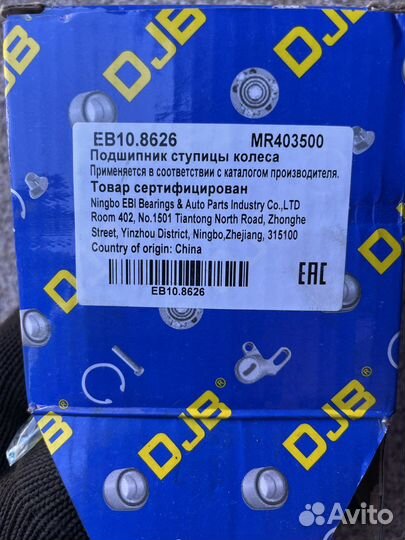 DJB
DJB
DJB
EB10.8626 MR403500
Подшипник ступицы колеса
Применяется в соответствии с каталогом производителя.
Товар сертифицирован
Ningbo EBI Bearings & Auto Parts Industry Co.,LTD
Room 402, No.1501 Tiantong North Road, Zhonghe
Street, Yinzhou District, Ningbo,Zhejiang, 315100
Country of origin: China
EAC
EB10.8626
DJB
DJB
DJB
Avito